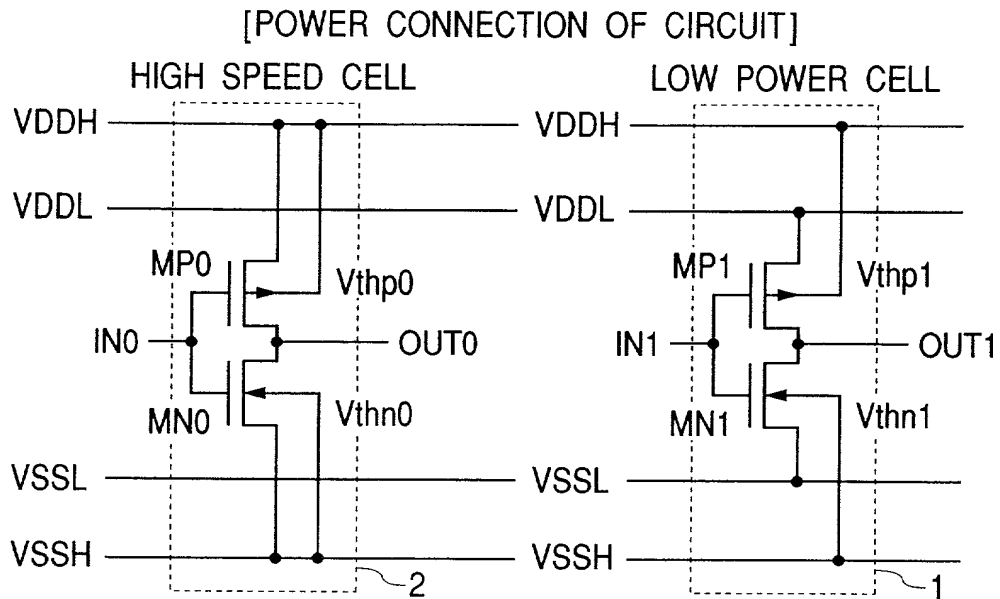 [POWER CONNECTION OF CIRCUIT]
HIGH SPEED CELL
LOW POWER CELL
VDDH
VDDH
VDDL
VDDL
MP0
Vthp0
MP1
Vthp1
IN0
OUT0
IN1
OUT1
MN0
Vthn0
MN1
Vthn1
VSSL
VSSL
VSSH
VSSH
2
1